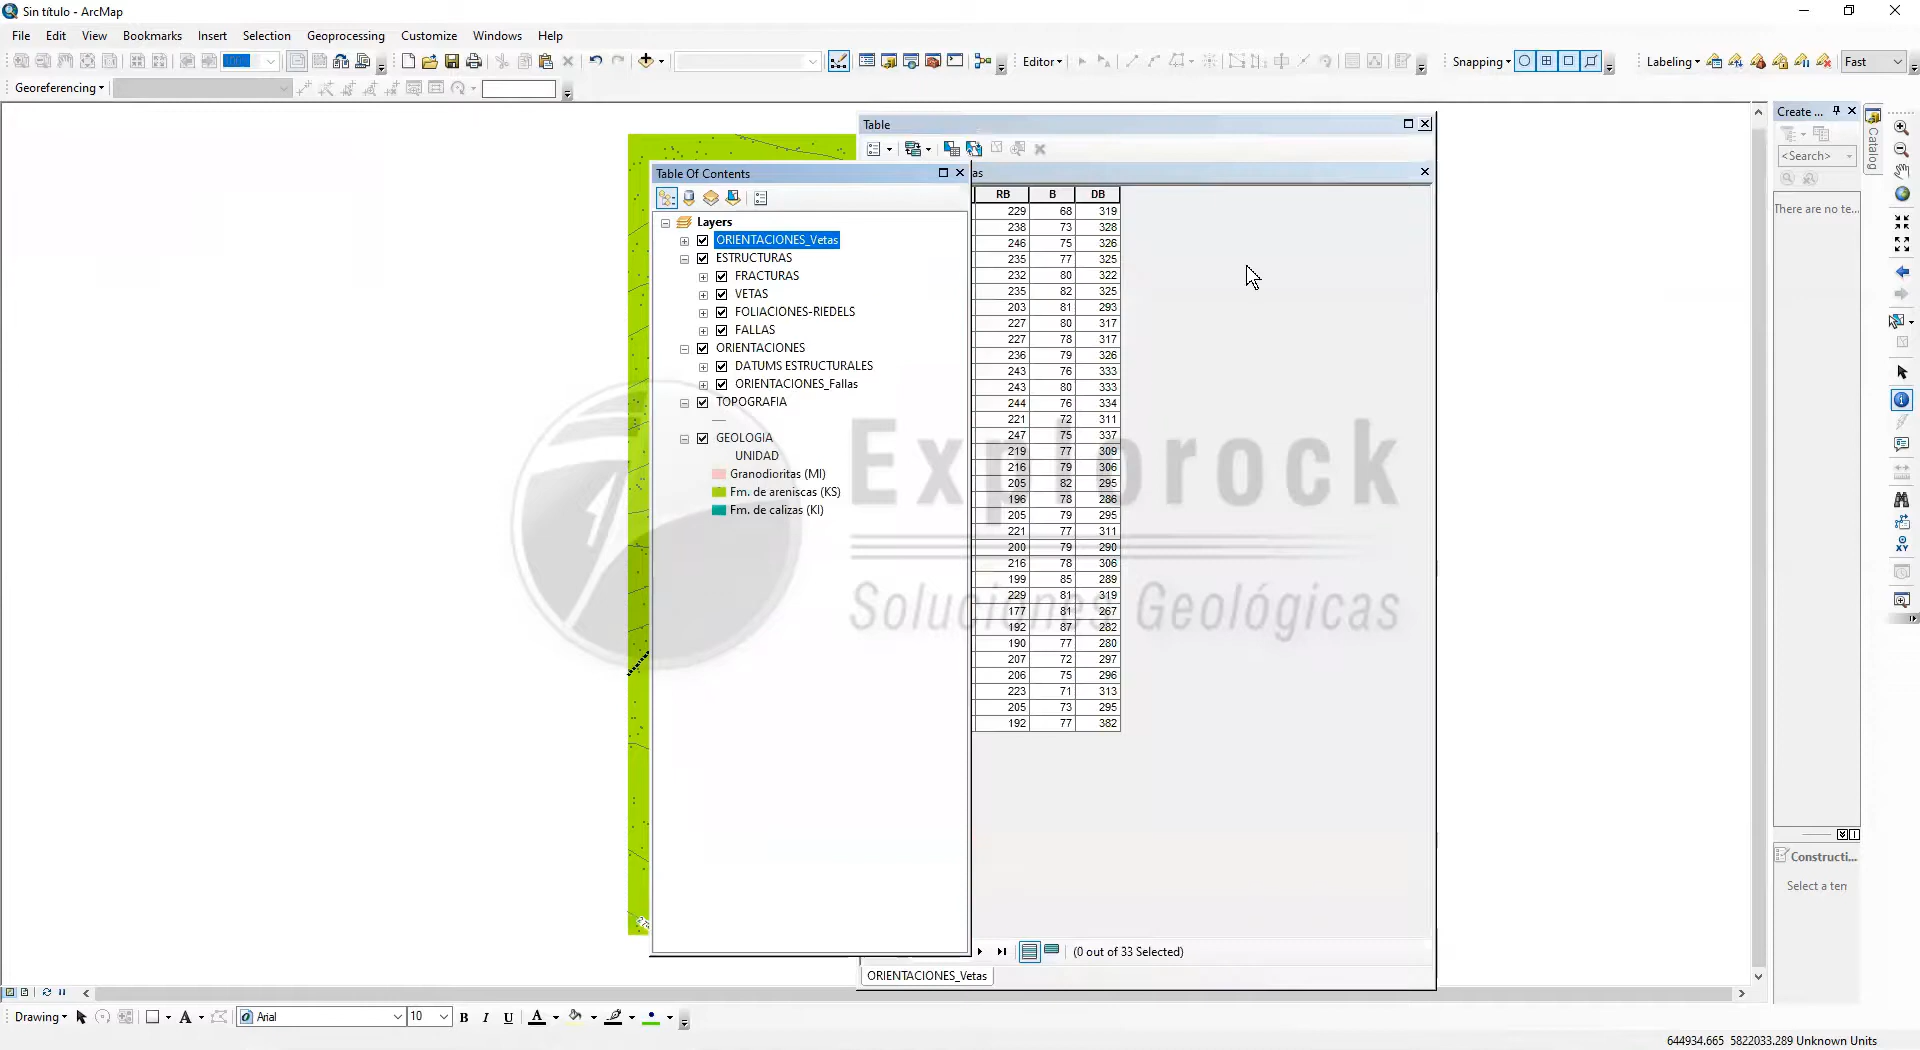 Sin título - ArcMap
File Edit View Bookmarks Insert Selection Geoprocessing Customize Windows Help
Editor Snapping Labeling Fast
Georeferencing
Table
Create ...
Catalog
<Search>
There are no te...
Table Of Contents
as
Layers
ORIENTACIONES_Vetas
ESTRUCTURAS
FRACTURAS
VETAS
FOLIACIONES-RIEDELS
FALLAS
ORIENTACIONES
DATUMS ESTRUCTURALES
ORIENTACIONES_Fallas
TOPOGRAFIA
GEOLOGIA
UNIDAD
Granodioritas (MI)
Fm. de areniscas (KS)
Fm. de calizas (KI)
RB B DB
229 68 319
238 73 328
246 75 326
235 77 325
232 80 322
235 82 325
203 81 293
227 80 317
227 78 317
236 79 326
243 76 333
243 80 333
244 76 334
221 72 311
247 75 337
219 77 309
216 79 306
205 82 295
196 78 286
205 79 295
221 77 311
200 79 290
216 78 306
199 85 289
229 81 319
177 81 267
192 87 282
190 77 280
207 72 297
206 75 296
223 71 313
205 73 295
192 77 382
Explorock
Soluciones Geológicas
(0 out of 33 Selected)
ORIENTACIONES_Vetas
Constructi...
Select a ten
Drawing A Arial 10 B I U A
644934.665 5822033.289 Unknown Units